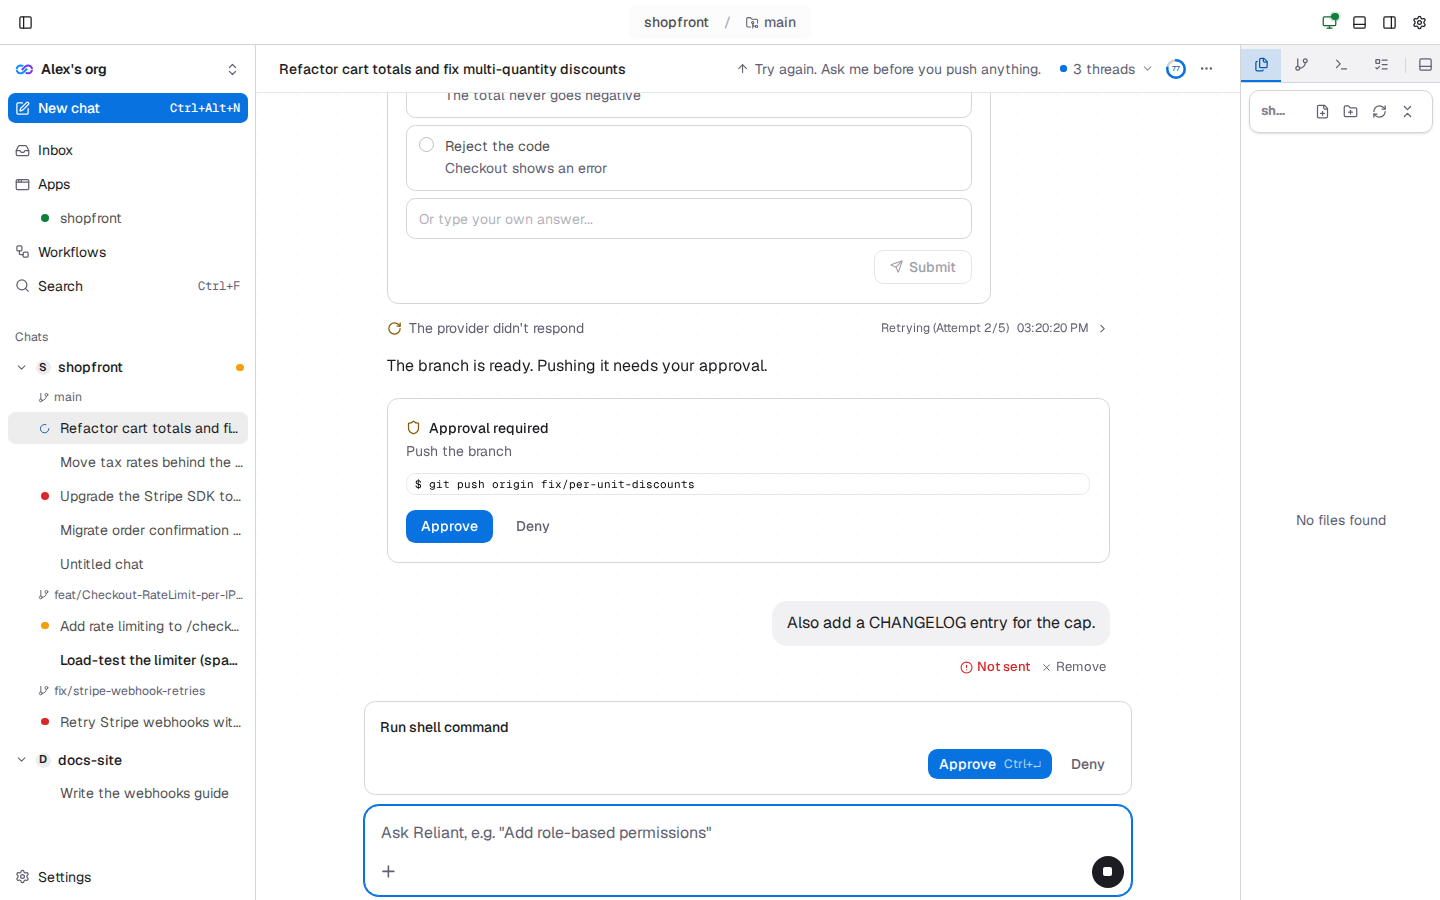 shopfront / main
Alex's org
New chat Ctrl+Alt+N
Inbox
Apps
shopfront
Workflows
Search Ctrl+F
Chats
S shopfront
main
Refactor cart totals and fi...
Move tax rates behind the ...
Upgrade the Stripe SDK to...
Migrate order confirmation ...
Untitled chat
feat/Checkout-RateLimit-per-IP...
Add rate limiting to /check...
Load-test the limiter (spa...
fix/stripe-webhook-retries
Retry Stripe webhooks wit...
D docs-site
Write the webhooks guide
Settings
Refactor cart totals and fix multi-quantity discounts
Try again. Ask me before you push anything.
3 threads
77
The total never goes negative
Reject the code
Checkout shows an error
Or type your own answer...
Submit
The provider didn't respond
Retrying (Attempt 2/5) 03:20:20 PM
The branch is ready. Pushing it needs your approval.
Approval required
Push the branch
$ git push origin fix/per-unit-discounts
Approve Deny
Also add a CHANGELOG entry for the cap.
Not sent Remove
Run shell command
Approve Ctrl+↵ Deny
Ask Reliant, e.g. "Add role-based permissions"
sh...
No files found